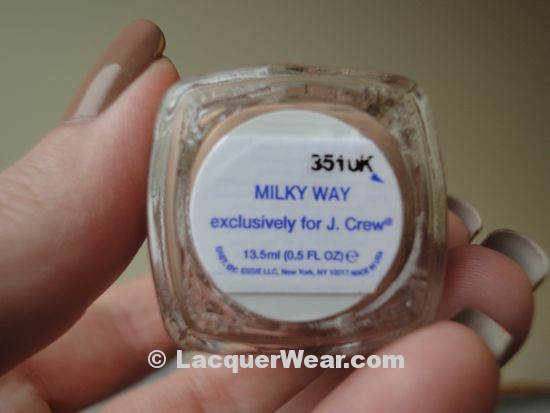 351UK
MILKY WAY
exclusively for J. Crew®
13.5ml (0.5 FL OZ) ℮
DIST. BY: ESSIE LLC, New York, NY 10017 MADE IN USA
© LacquerWear.com